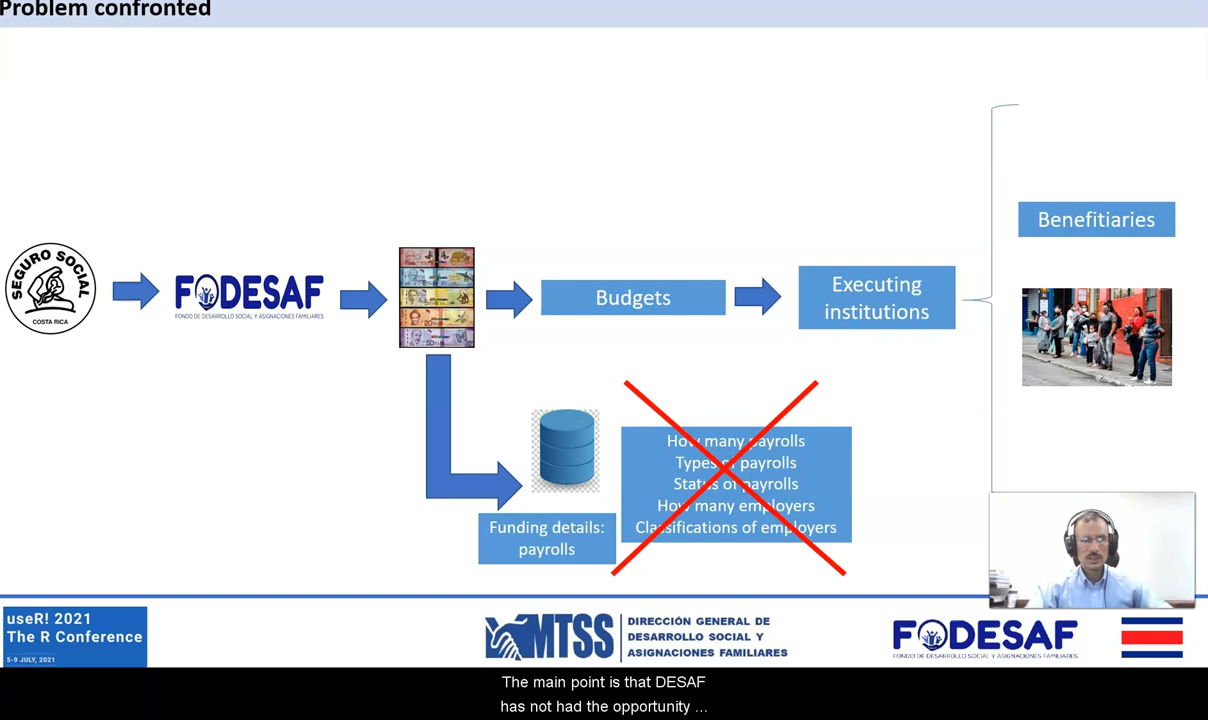 Problem confronted
SEGURO SOCIAL
COSTA RICA
FODESAF
FONDO DE DESARROLLO SOCIAL Y ASIGNACIONES FAMILIARES
Budgets
Executing
institutions
Benefitiaries
How many payrolls
Types of payrolls
Status of payrolls
How many employers
Classifications of employers
Funding details:
payrolls
useR! 2021
The R Conference
5-9 JULY, 2021
MTSS
DIRECCIÓN GENERAL DE
DESARROLLO SOCIAL Y
ASIGNACIONES FAMILIARES
FODESAF
FONDO DE DESARROLLO SOCIAL Y ASIGNACIONES FAMILIARES
The main point is that DESAF
has not had the opportunity ...